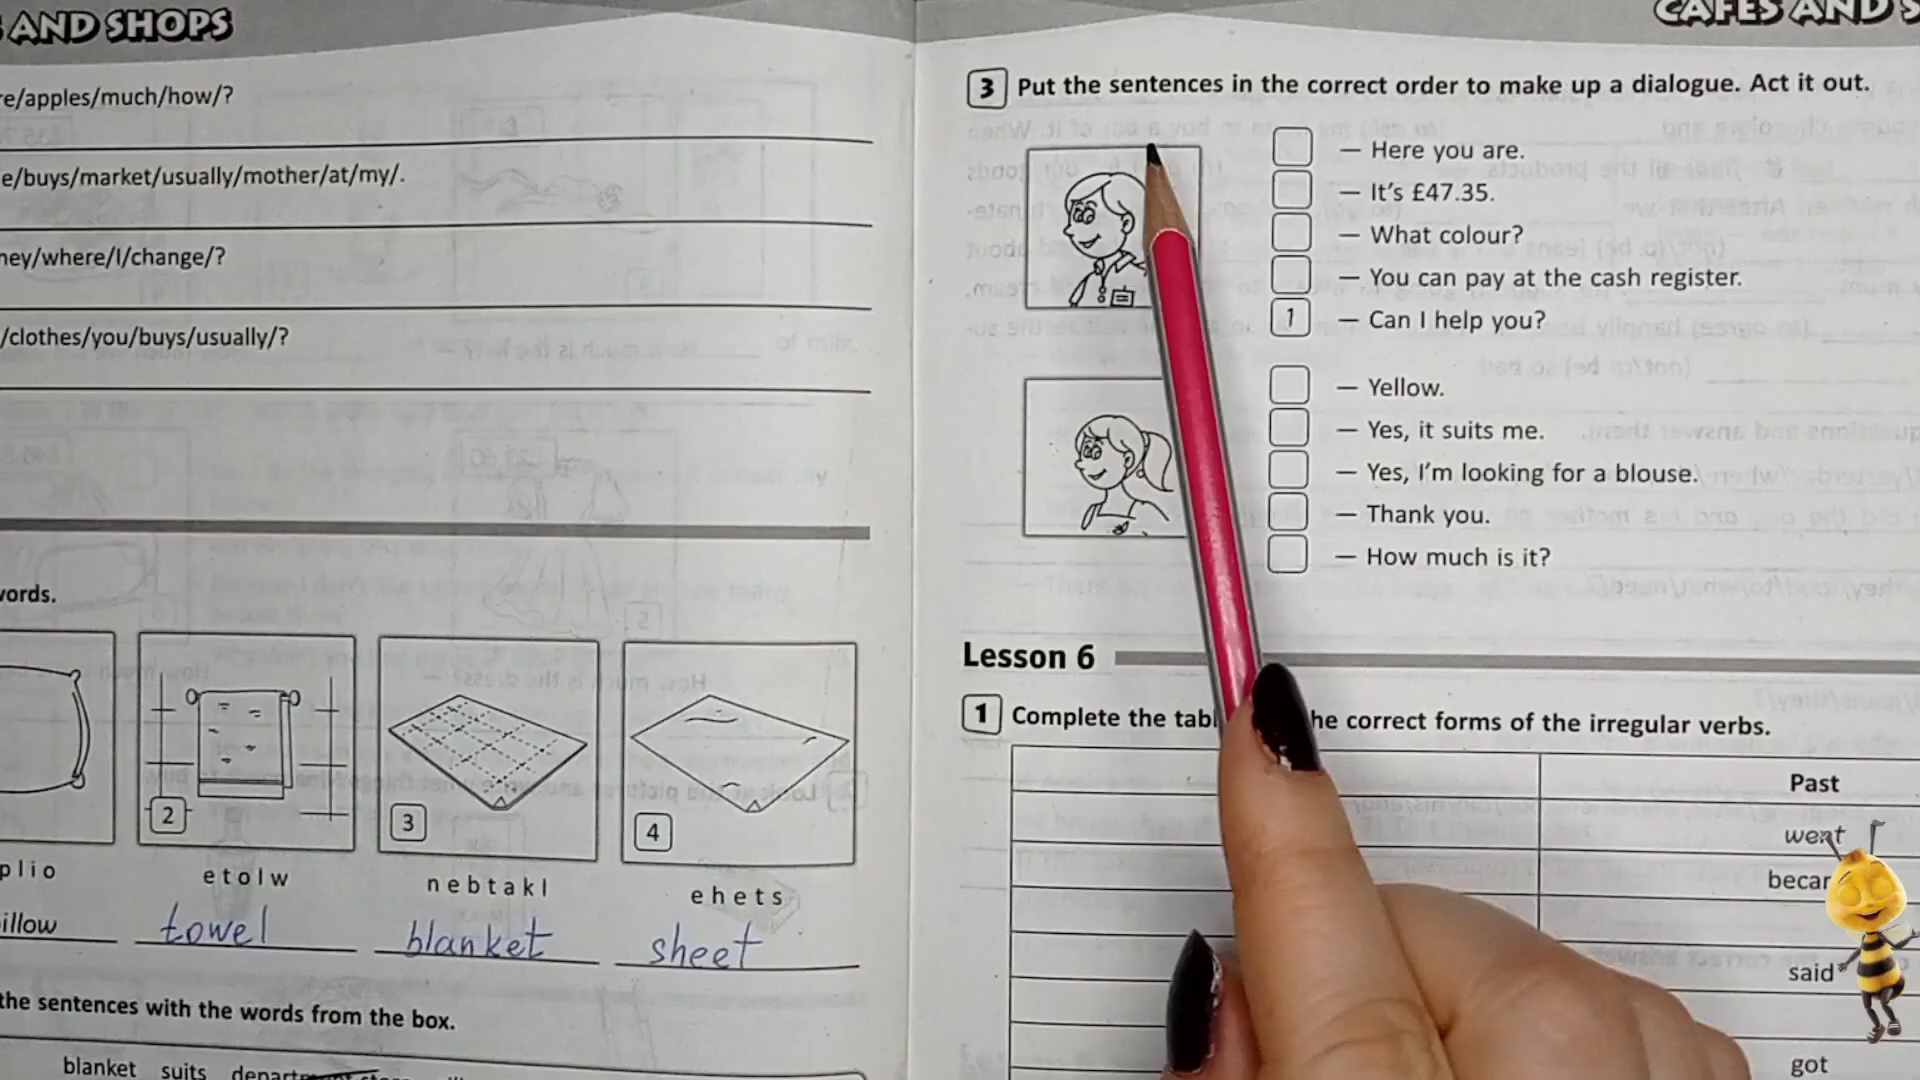 AND SHOPS
re/apples/much/how/?
e/buys/market/usually/mother/at/my/.
ney/where/I/change/?
/clothes/you/buys/usually/?
ords.
2
3
4
plio
etolw
nebtakl
ehets
illow
towel
blanket
sheet
the sentences with the words from the box.
blanket suits
CAFES AND S
3 Put the sentences in the correct order to make up a dialogue. Act it out.
— Here you are.
— It's £47.35.
— What colour?
— You can pay at the cash register.
1 — Can I help you?
— Yellow.
— Yes, it suits me.
— Yes, I'm looking for a blouse.
— Thank you.
— How much is it?
Lesson 6
1 Complete the tabl he correct forms of the irregular verbs.
Past
went
becar
said
got